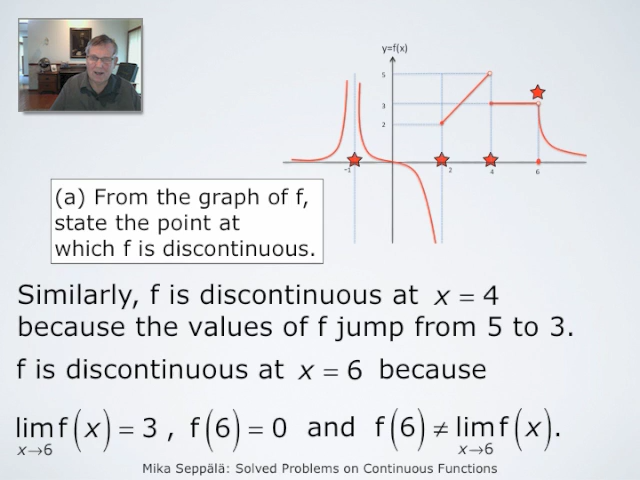 y=f(x)
5
3
2
-1
2
4
6
(a) From the graph of f,
state the point at
which f is discontinuous.
Similarly, f is discontinuous at x = 4
because the values of f jump from 5 to 3.
f is discontinuous at x = 6 because
lim f(x) = 3 , f(6) = 0 and f(6) ≠ lim f(x).
x→6 x→6
Mika Seppälä: Solved Problems on Continuous Functions